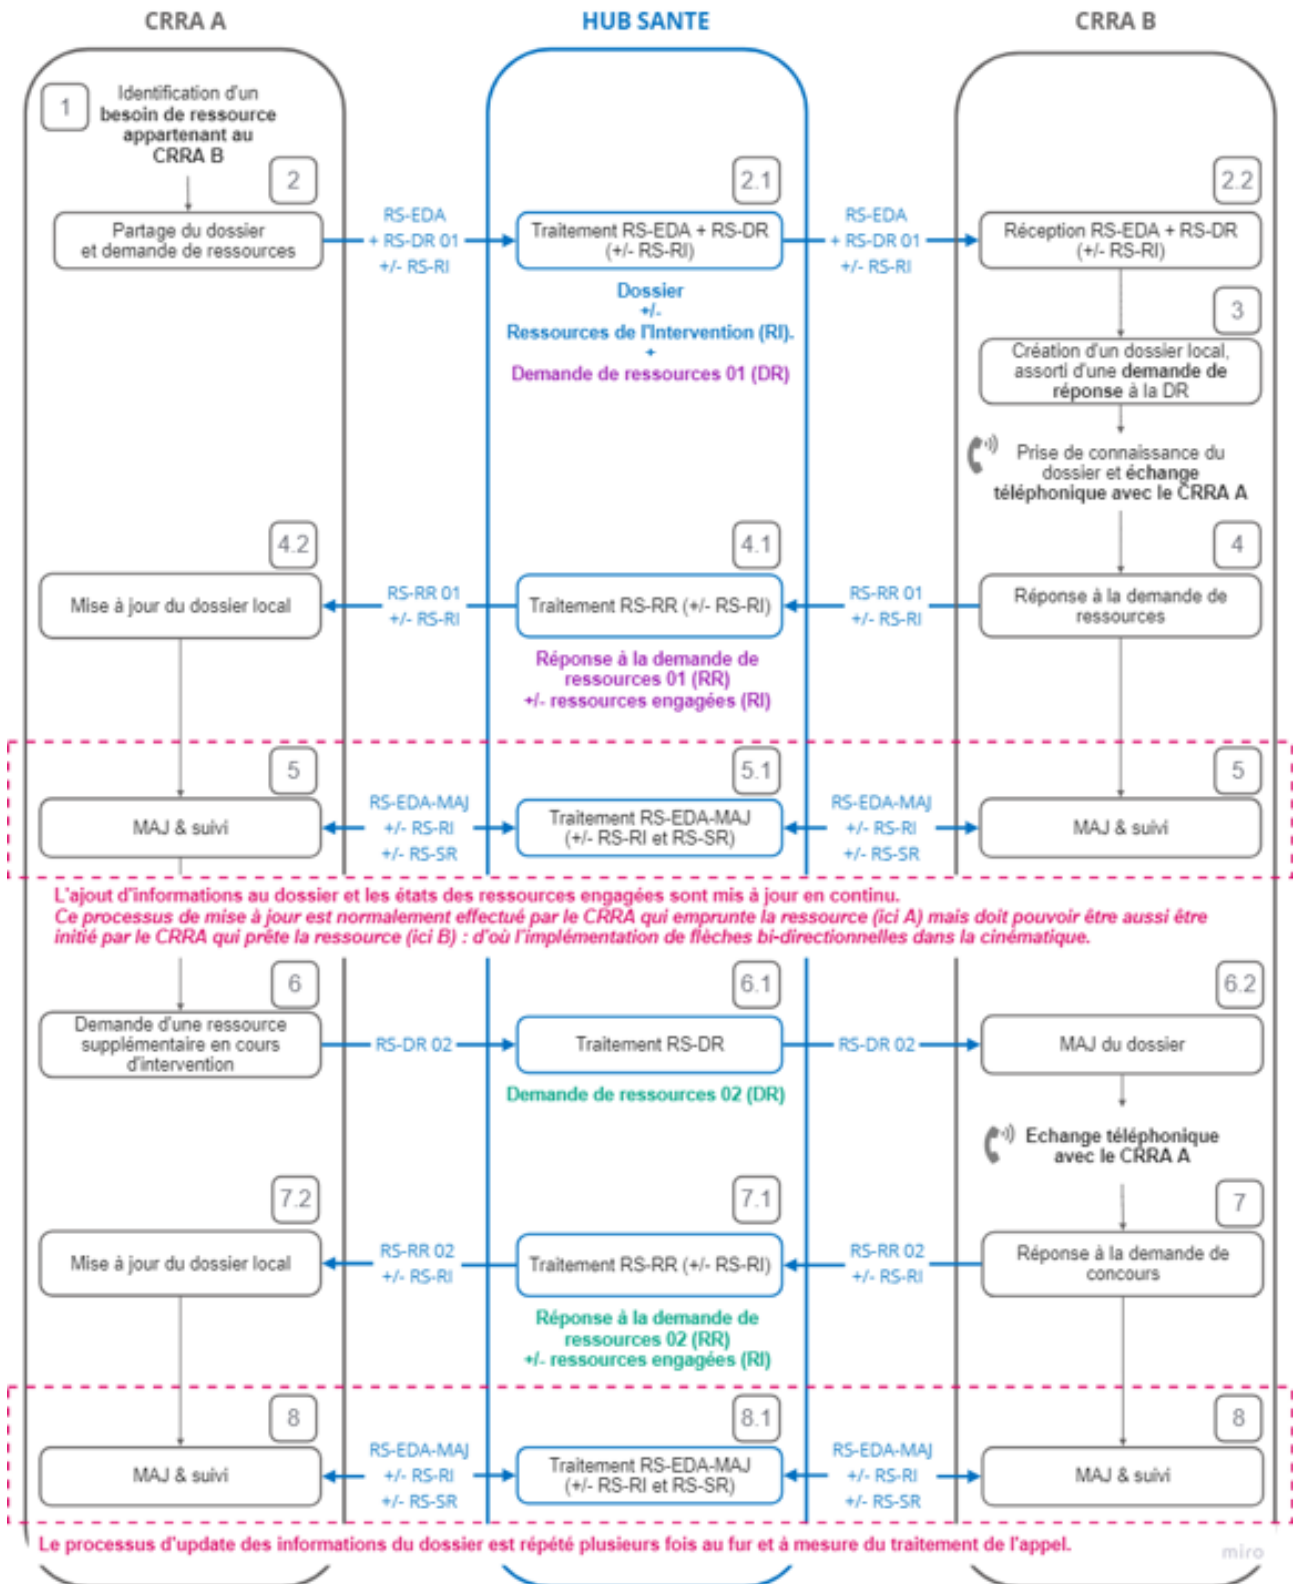 CRRA A
HUB SANTE
CRRA B
1
Identification d'un
besoin de ressource
appartenant au
CRRA B
2
2.1
2.2
Partage du dossier
et demande de ressources
RS-EDA
+ RS-DR 01
+/- RS-RI
Traitement RS-EDA + RS-DR
(+/- RS-RI)
RS-EDA
+ RS-DR 01
+/- RS-RI
Réception RS-EDA + RS-DR
(+/- RS-RI)
Dossier
+/-
Ressources de l'Intervention (RI).
+
Demande de ressources 01 (DR)
3
Création d'un dossier local,
assorti d'une demande de
réponse à la DR
Prise de connaissance du
dossier et échange
téléphonique avec le CRRA A
4.2
4.1
4
Mise à jour du dossier local
RS-RR 01
+/- RS-RI
Traitement RS-RR (+/- RS-RI)
RS-RR 01
+/- RS-RI
Réponse à la demande de
ressources
Réponse à la demande de
ressources 01 (RR)
+/- ressources engagées (RI)
5
5.1
5
MAJ & suivi
RS-EDA-MAJ
+/- RS-RI
+/- RS-SR
Traitement RS-EDA-MAJ
(+/- RS-RI et RS-SR)
RS-EDA-MAJ
+/- RS-RI
+/- RS-SR
MAJ & suivi
L'ajout d'informations au dossier et les états des ressources engagées sont mis à jour en continu.
Ce processus de mise à jour est normalement effectué par le CRRA qui emprunte la ressource (ici A) mais doit pouvoir être aussi être
initié par le CRRA qui prête la ressource (ici B) : d'où l'implémentation de flèches bi-directionnelles dans la cinématique.
6
6.1
6.2
Demande d'une ressource
supplémentaire en cours
d'intervention
RS-DR 02
Traitement RS-DR
RS-DR 02
MAJ du dossier
Demande de ressources 02 (DR)
Echange téléphonique
avec le CRRA A
7.2
7.1
7
Mise à jour du dossier local
RS-RR 02
+/- RS-RI
Traitement RS-RR (+/- RS-RI)
RS-RR 02
+/- RS-RI
Réponse à la demande de
concours
Réponse à la demande de
ressources 02 (RR)
+/- ressources engagées (RI)
8
8.1
8
MAJ & suivi
RS-EDA-MAJ
+/- RS-RI
+/- RS-SR
Traitement RS-EDA-MAJ
(+/- RS-RI et RS-SR)
RS-EDA-MAJ
+/- RS-RI
+/- RS-SR
MAJ & suivi
Le processus d'update des informations du dossier est répété plusieurs fois au fur et à mesure du traitement de l'appel.
miro